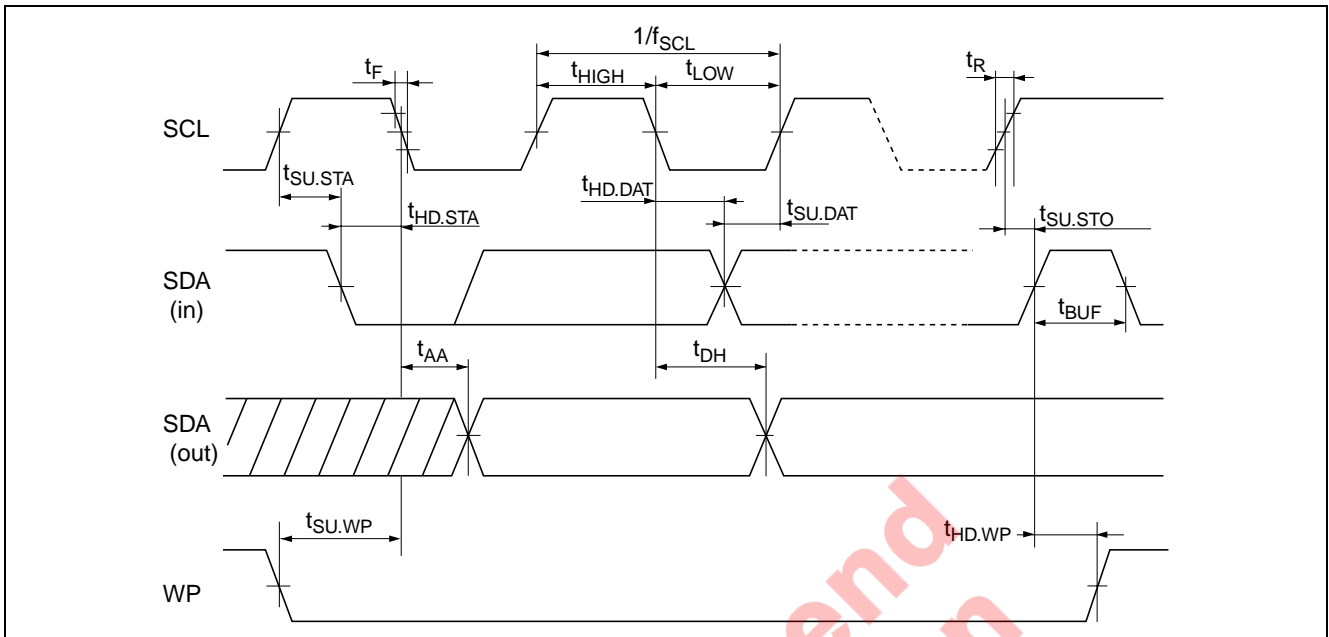 1/fSCL
tF
tHIGH
tLOW
tR
SCL
tSU.STA
tHD.STA
tHD.DAT
tSU.DAT
tSU.STO
SDA
(in)
tBUF
tAA
tDH
SDA
(out)
tSU.WP
tHD.WP
WP
end